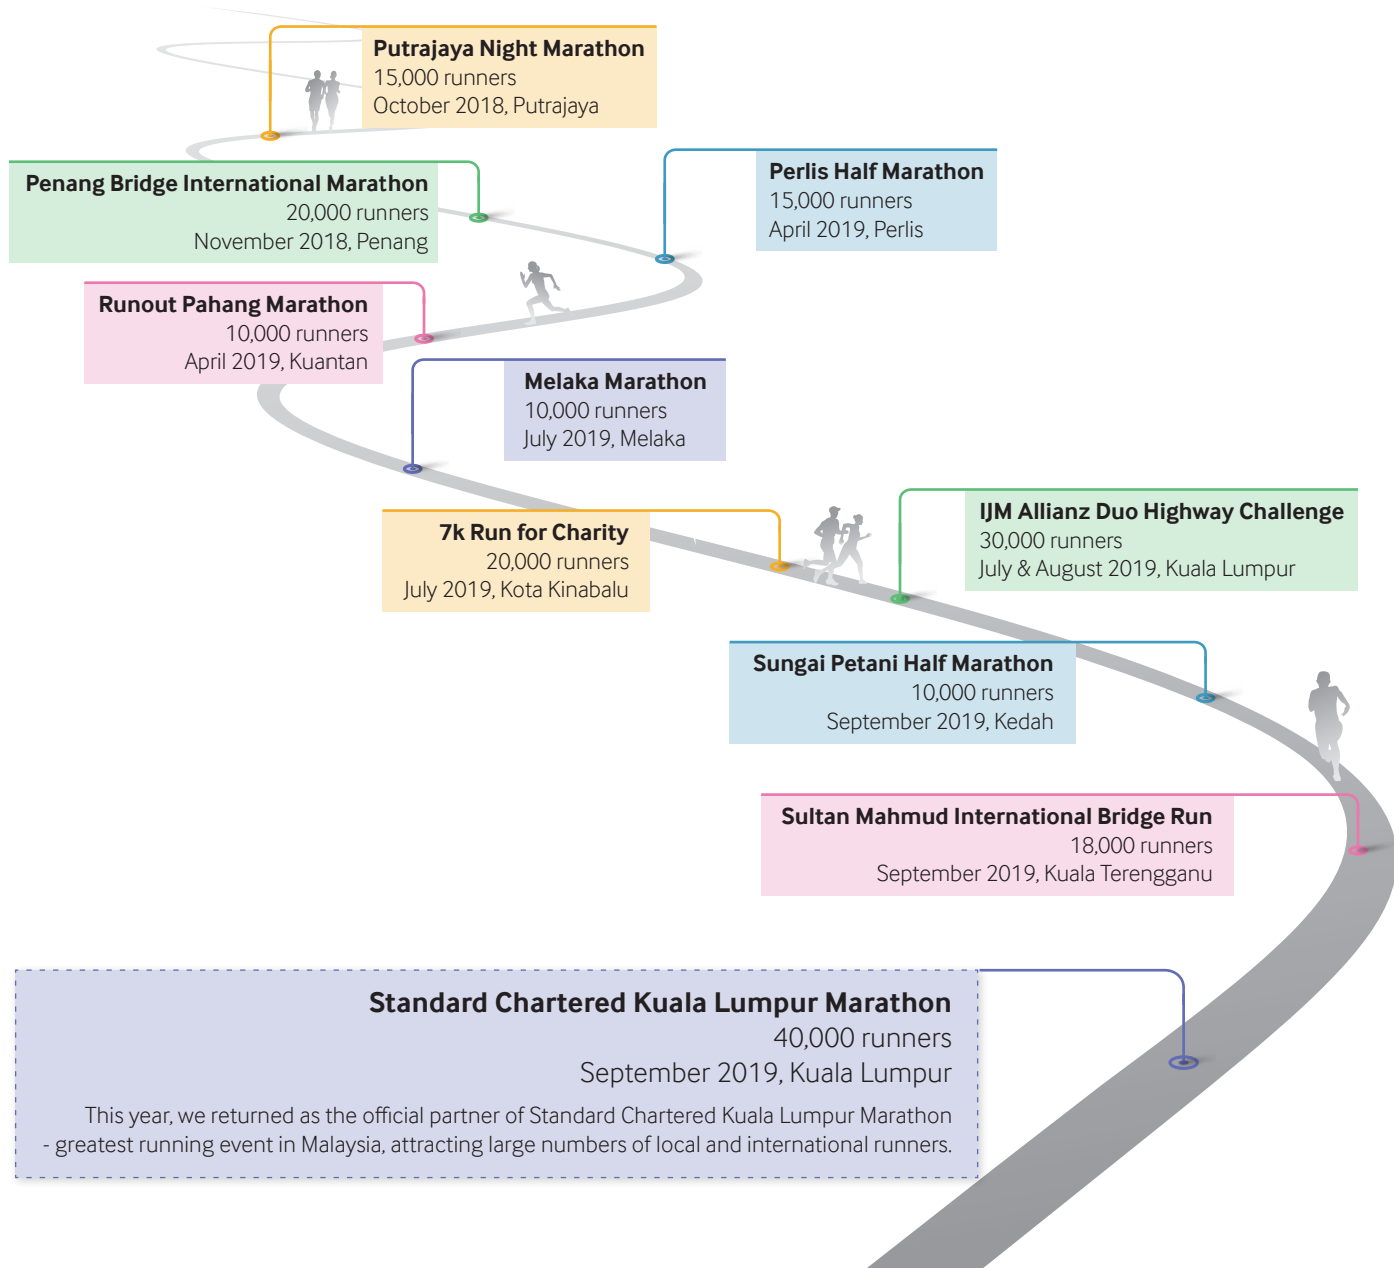 Putrajaya Night Marathon
15,000 runners
October 2018, Putrajaya
Penang Bridge International Marathon
20,000 runners
November 2018, Penang
Perlis Half Marathon
15,000 runners
April 2019, Perlis
Runout Pahang Marathon
10,000 runners
April 2019, Kuantan
Melaka Marathon
10,000 runners
July 2019, Melaka
7k Run for Charity
20,000 runners
July 2019, Kota Kinabalu
IJM Allianz Duo Highway Challenge
30,000 runners
July & August 2019, Kuala Lumpur
Sungai Petani Half Marathon
10,000 runners
September 2019, Kedah
Sultan Mahmud International Bridge Run
18,000 runners
September 2019, Kuala Terengganu
Standard Chartered Kuala Lumpur Marathon
40,000 runners
September 2019, Kuala Lumpur
This year, we returned as the official partner of Standard Chartered Kuala Lumpur Marathon
- greatest running event in Malaysia, attracting large numbers of local and international runners.